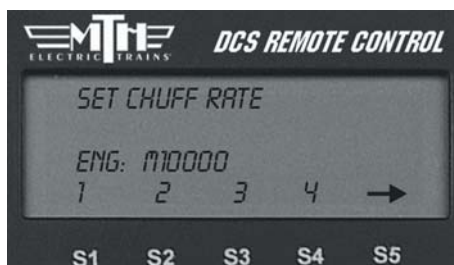 MTH DCS REMOTE CONTROL
ELECTRIC TRAINS
SET CHUFF RATE
ENG: M10000
1 2 3 4 →
S1 S2 S3 S4 S5